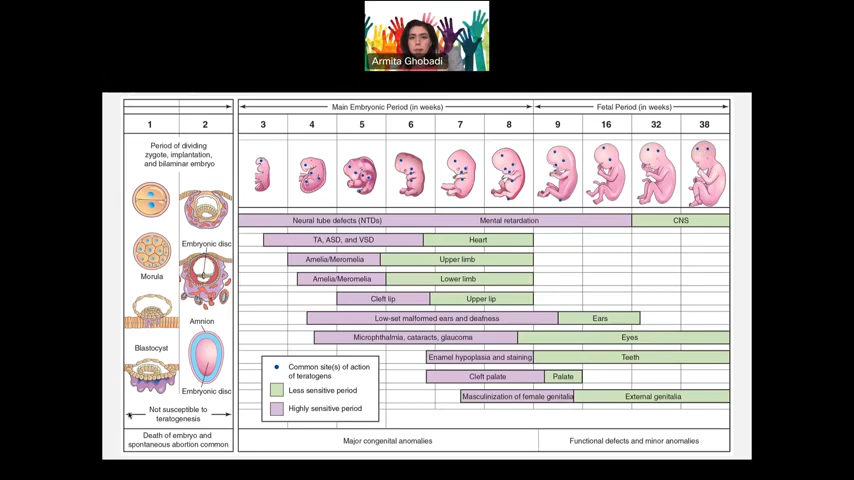 Armita Ghobadi
Main Embryonic Period (in weeks)
Fetal Period (in weeks)
1 2 3 4 5 6 7 8 9 16 32 38
Period of dividing
zygote, implantation,
and bilaminar embryo
Neural tube defects (NTDs) Mental retardation CNS
TA, ASD, and VSD Heart
Embryonic disc
Amelia/Meromelia Upper limb
Morula
Amelia/Meromelia Lower limb
Cleft lip Upper lip
Low-set malformed ears and deafness Ears
Amnion
Microphthalmia, cataracts, glaucoma Eyes
Blastocyst
Enamel hypoplasia and staining Teeth
Common site(s) of action
of teratogens
Cleft palate Palate
Less sensitive period
Embryonic disc
Masculinization of female genitalia External genitalia
Highly sensitive period
Not susceptible to
teratogenesis
Death of embryo and
spontaneous abortion common
Major congenital anomalies
Functional defects and minor anomalies